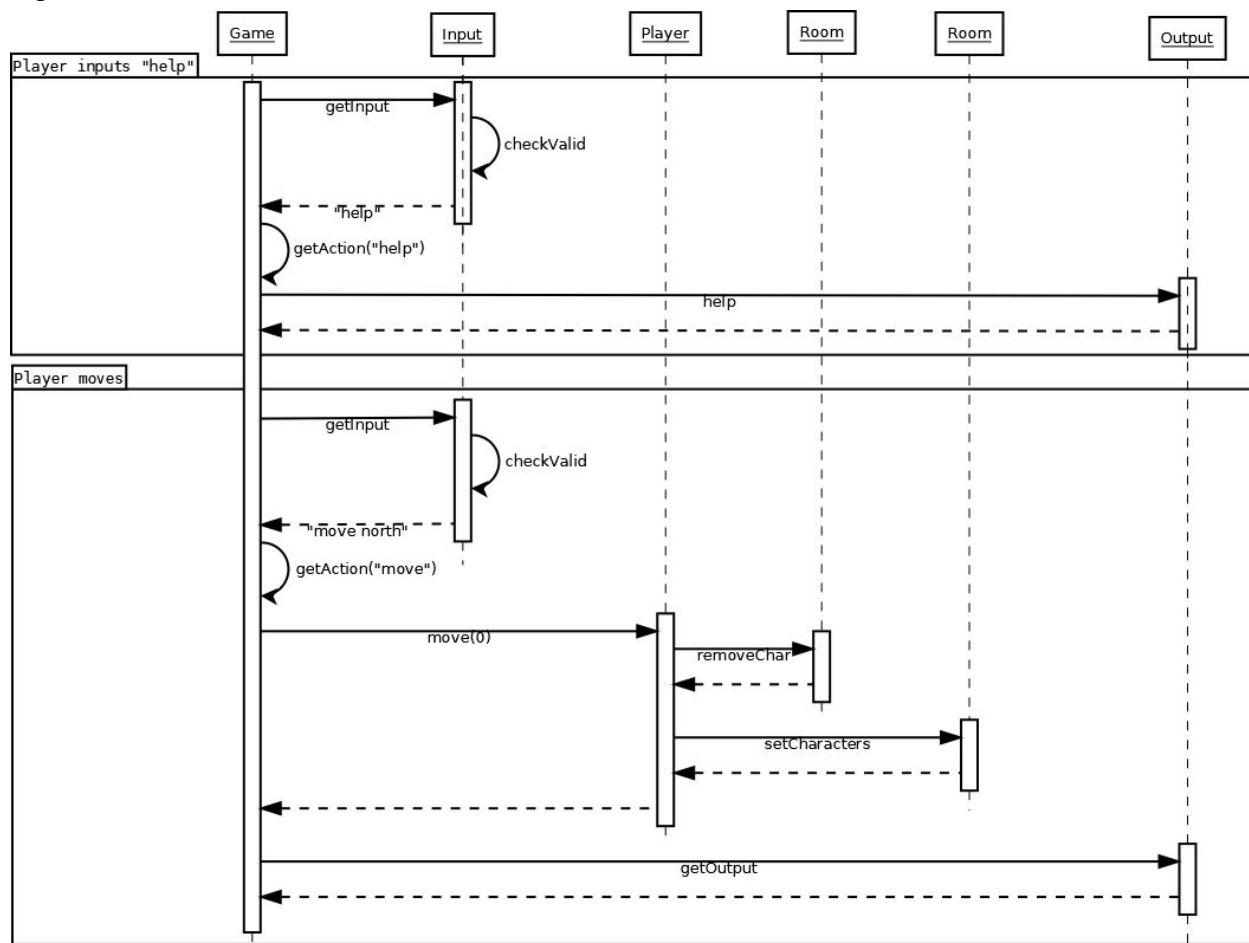 Game
Input
Player
Room
Room
Output
Player inputs "help"
getInput
checkValid
"help"
getAction("help")
help
Player moves
getInput
checkValid
"move north"
getAction("move")
move(0)
removeChar
setCharacters
getOutput